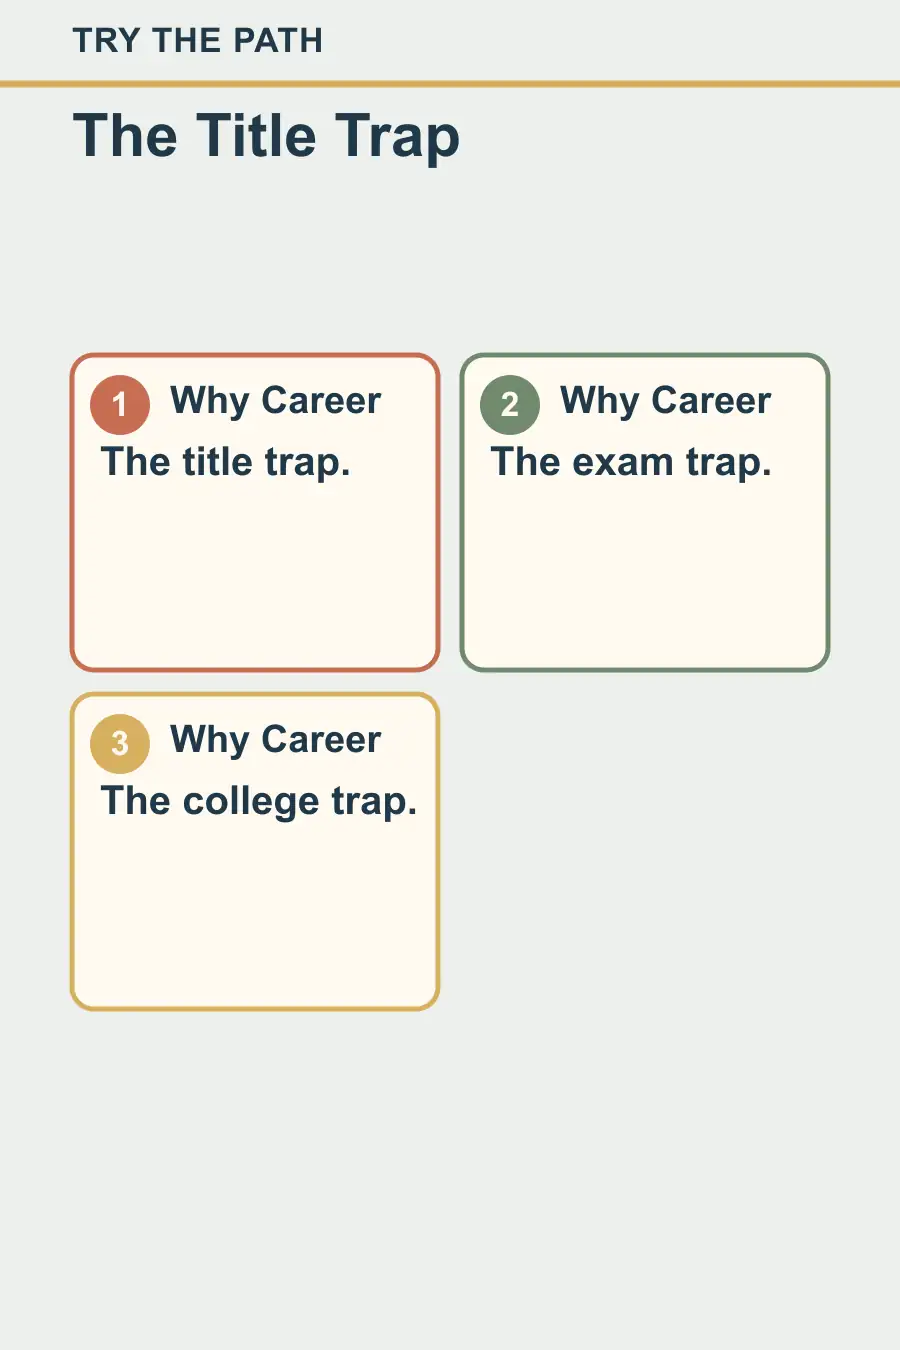 TRY THE PATH
The Title Trap
1 Why Career
The title trap.
2 Why Career
The exam trap.
3 Why Career
The college trap.